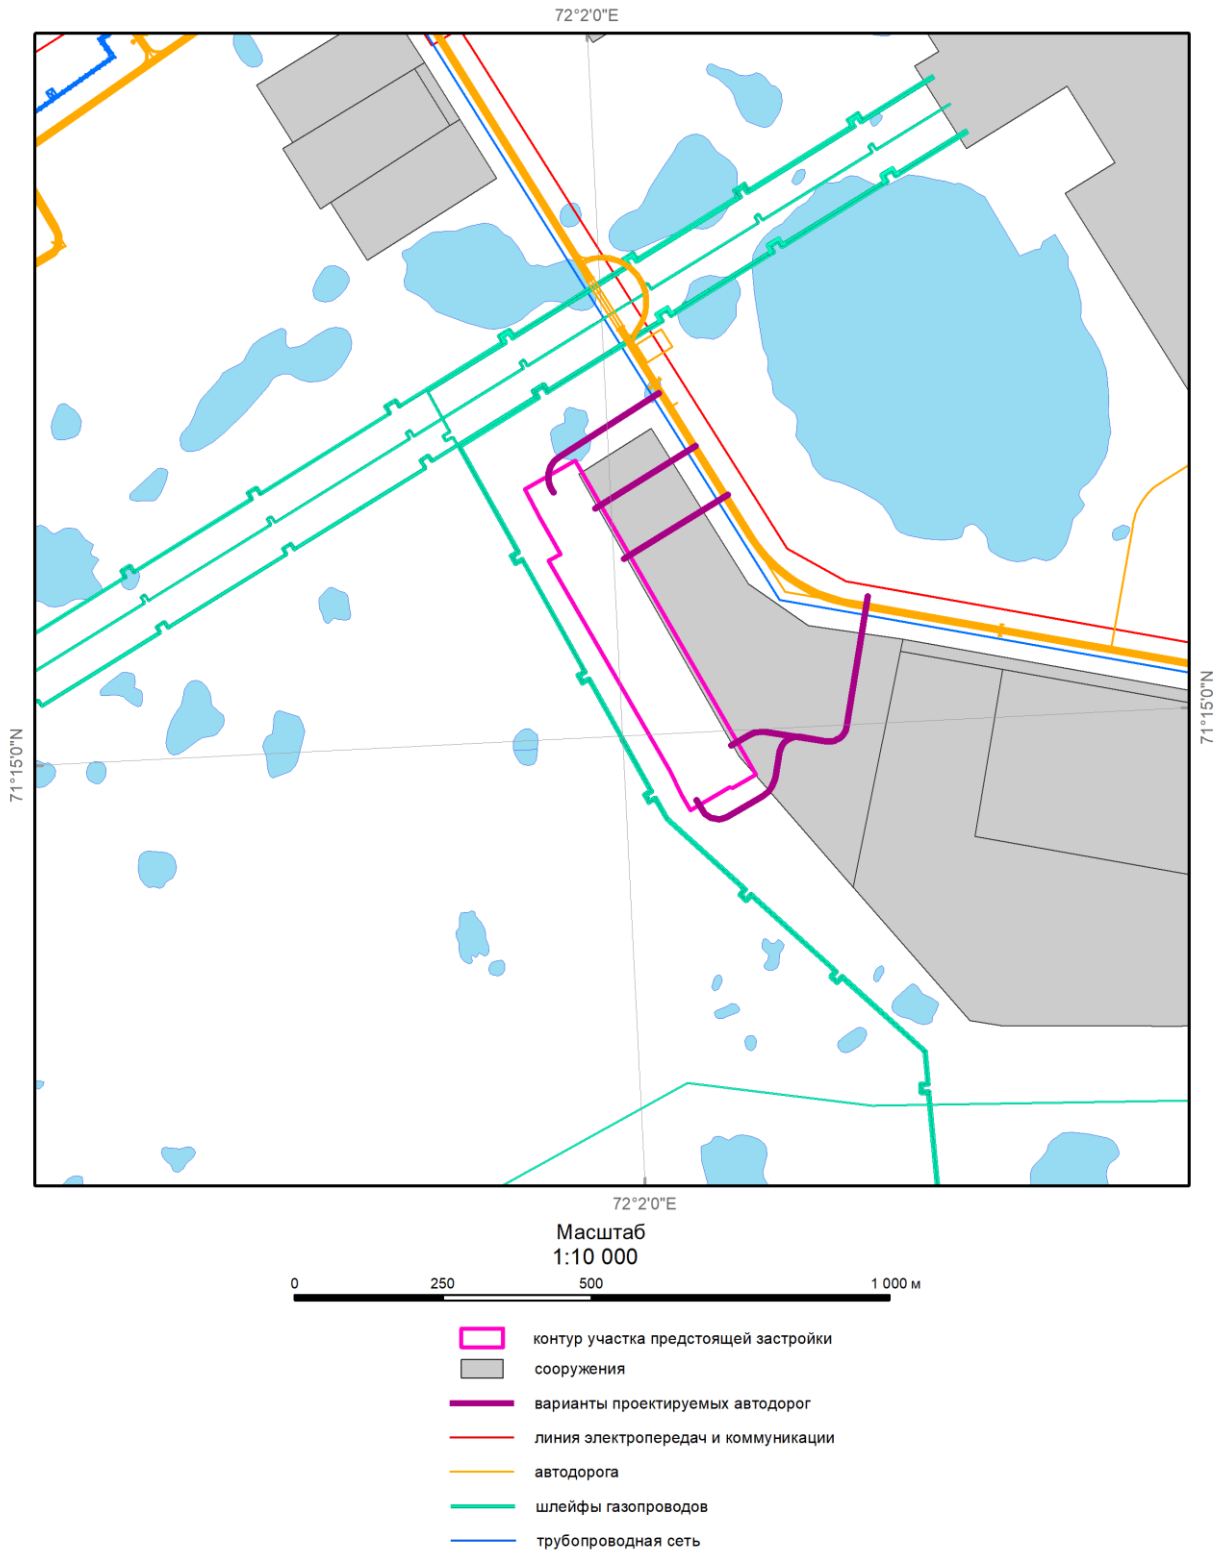 72°2'0"E
71°15'0"N
71°15'0"N
72°2'0"E
Масштаб
1:10 000
0 250 500 1 000 м
контур участка предстоящей застройки
сооружения
варианты проектируемых автодорог
линия электропередач и коммуникации
автодорога
шлейфы газопроводов
трубопроводная сеть